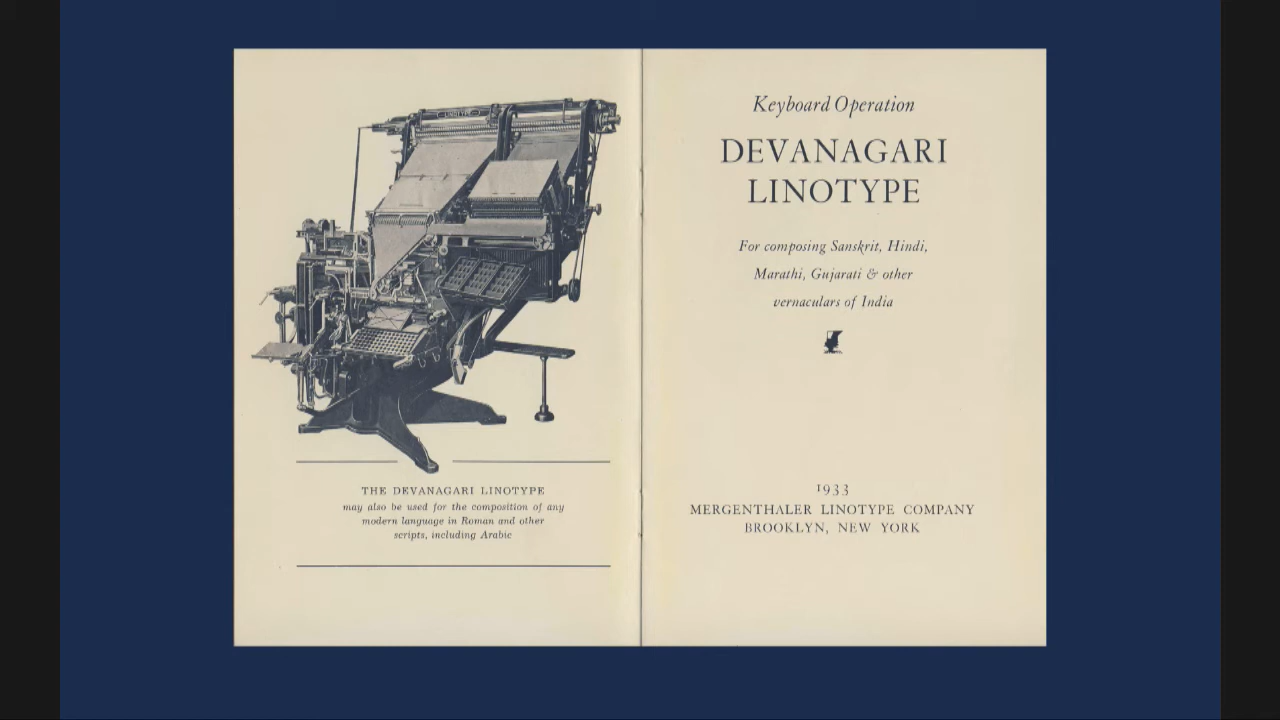 LINOTYPE
THE DEVANAGARI LINOTYPE
may also be used for the composition of any
modern language in Roman and other
scripts, including Arabic
Keyboard Operation
DEVANAGARI
LINOTYPE
For composing Sanskrit, Hindi,
Marathi, Gujarati & other
vernaculars of India
1933
MERGENTHALER LINOTYPE COMPANY
BROOKLYN, NEW YORK